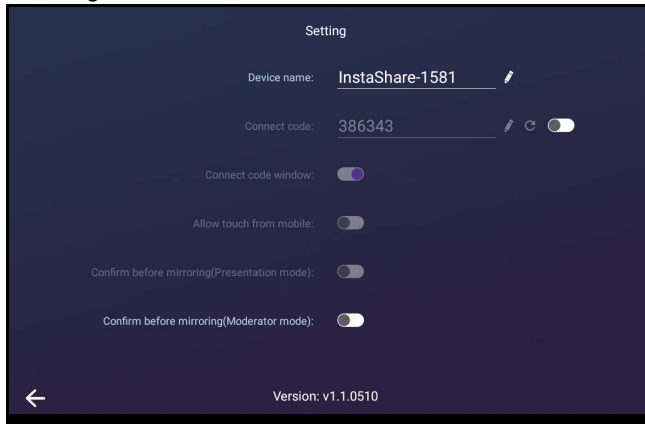 Setting
Device name: InstaShare-1581
Connect code: 386343
Connect code window:
Allow touch from mobile:
Confirm before mirroring(Presentation mode):
Confirm before mirroring(Moderator mode):
Version: v1.1.0510